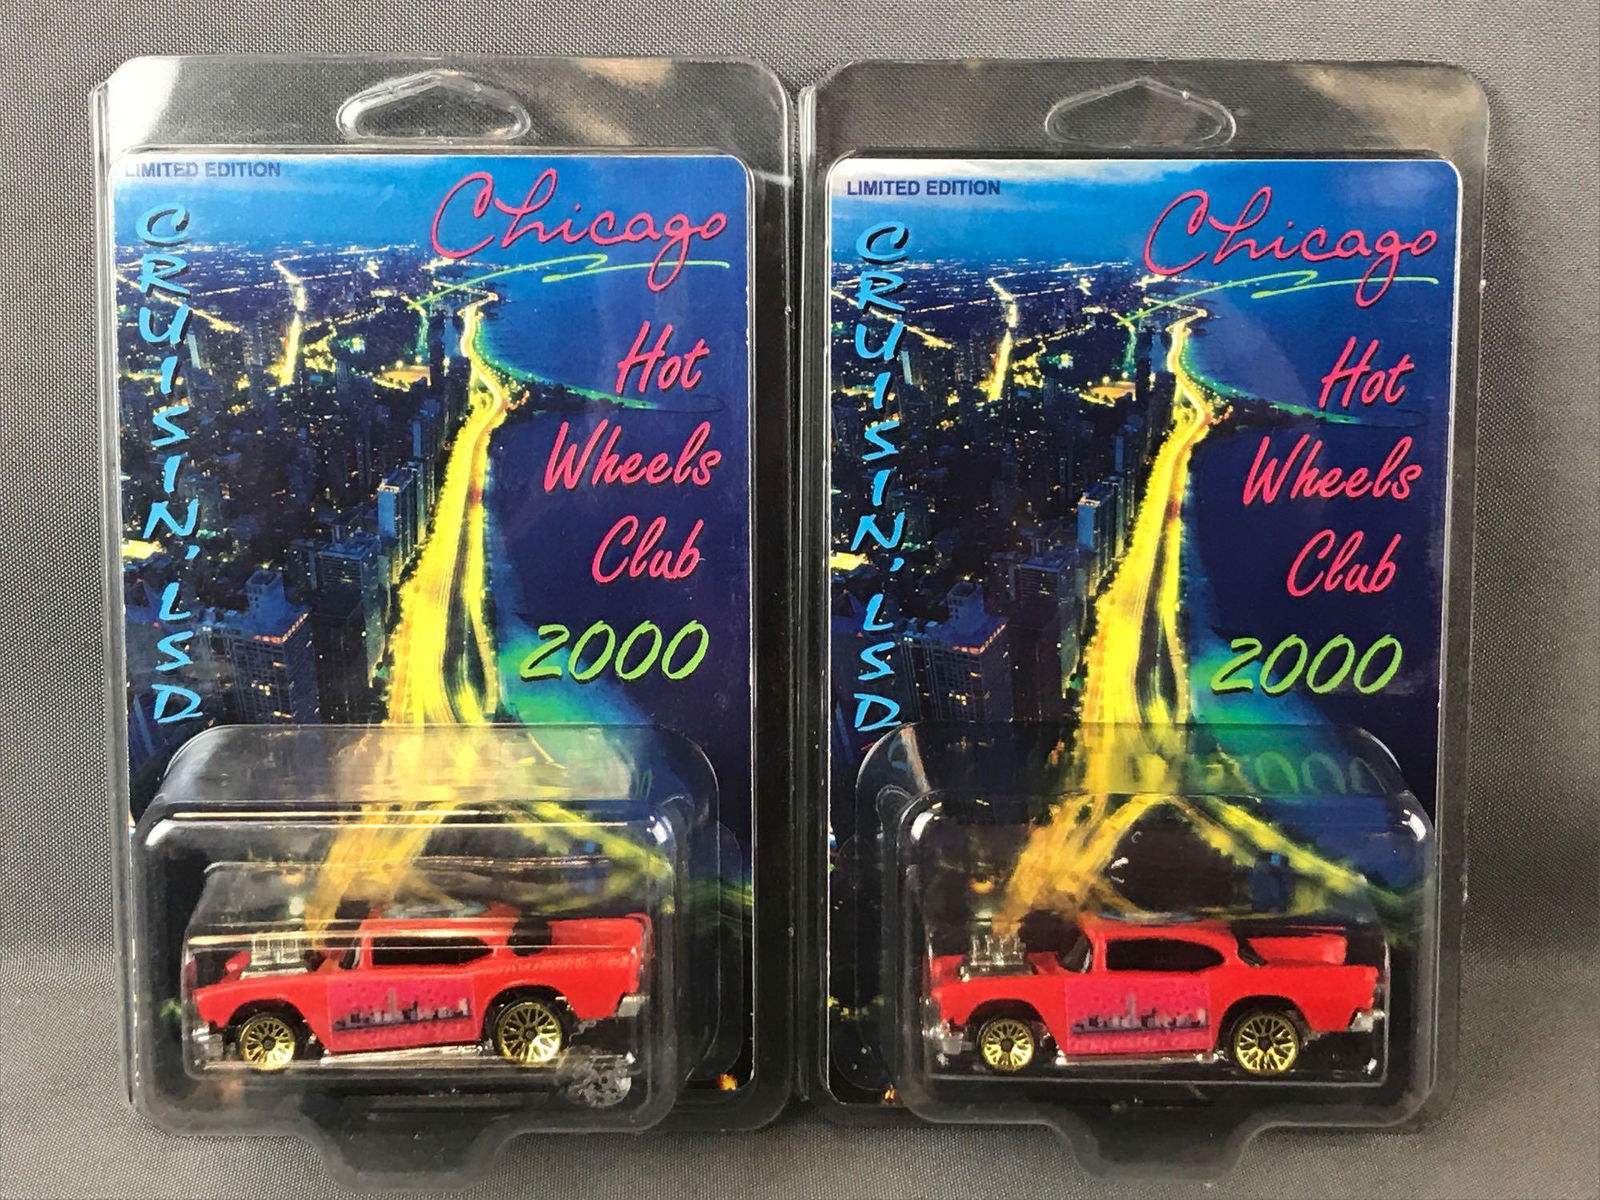 LIMITED EDITION
CRUISIN' LSD
Chicago
Hot
Wheels
Club
2000
LIMITED EDITION
CRUISIN' LSD
Chicago
Hot
Wheels
Club
2000